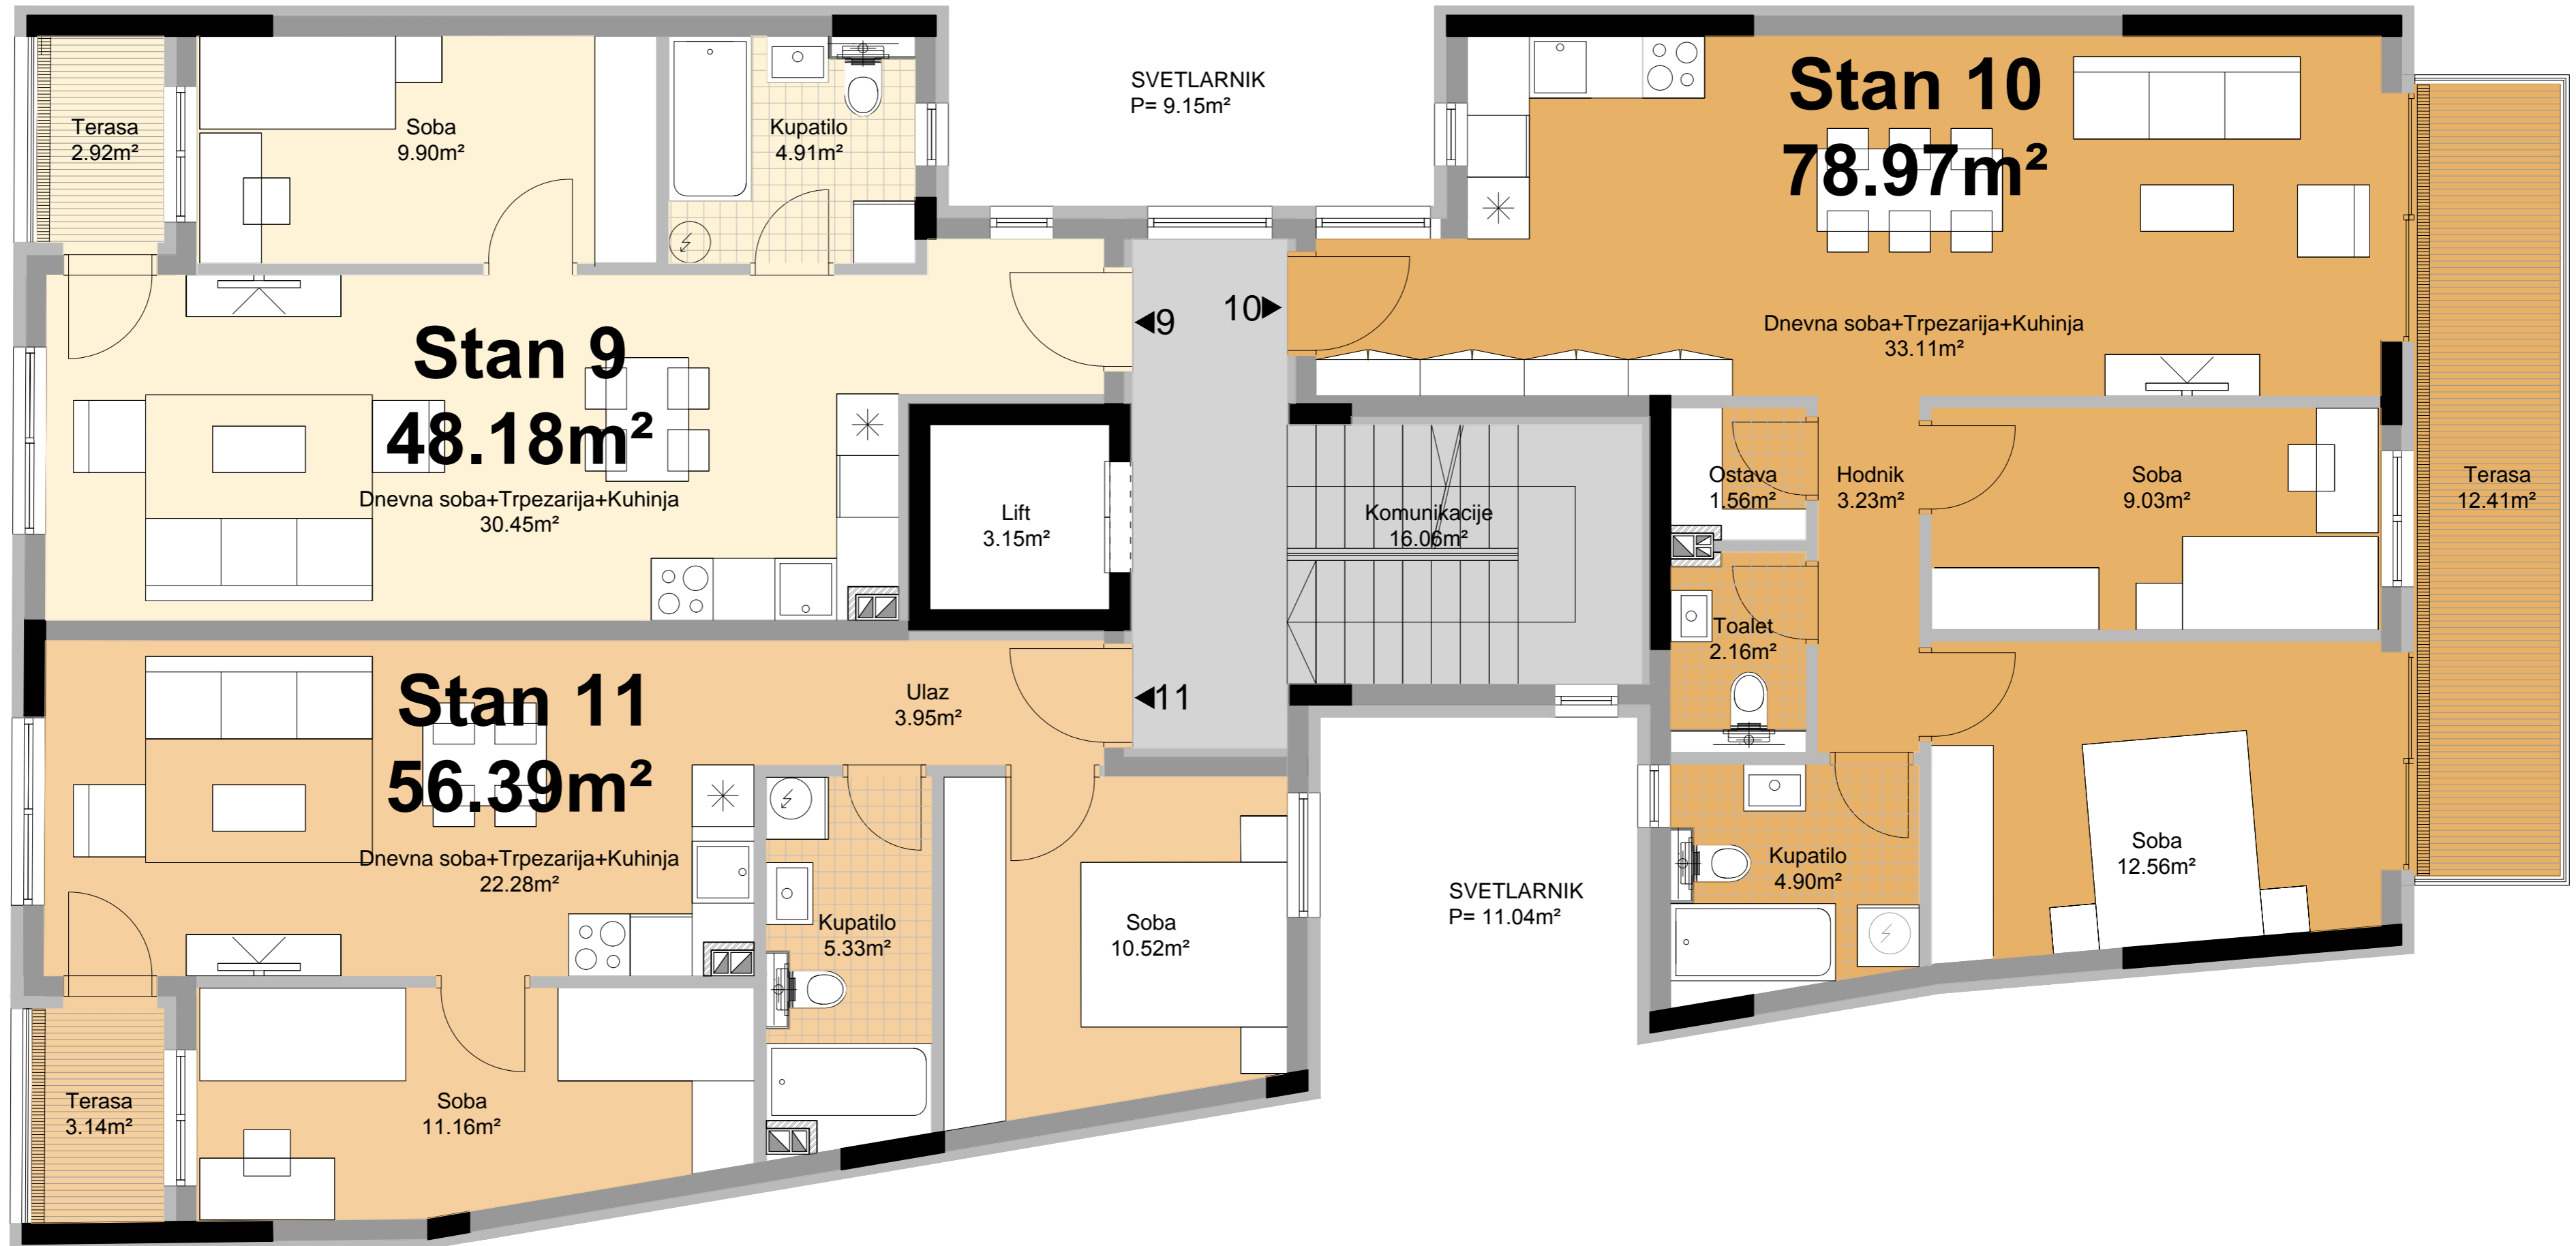 Terasa
2.92m²
Soba
9.90m²
Kupatilo
4.91m²
SVETLARNIK
P= 9.15m²
Stan 9
48.18m²
Dnevna soba+Trpezarija+Kuhinja
30.45m²
9
10
Stan 10
78.97m²
Dnevna soba+Trpezarija+Kuhinja
33.11m²
Lift
3.15m²
Komunikacije
16.06m²
Ostava
1.56m²
Hodnik
3.23m²
Soba
9.03m²
Terasa
12.41m²
Toalet
2.16m²
Stan 11
56.39m²
Dnevna soba+Trpezarija+Kuhinja
22.28m²
Ulaz
3.95m²
11
Kupatilo
5.33m²
Soba
10.52m²
SVETLARNIK
P= 11.04m²
Kupatilo
4.90m²
Soba
12.56m²
Terasa
3.14m²
Soba
11.16m²